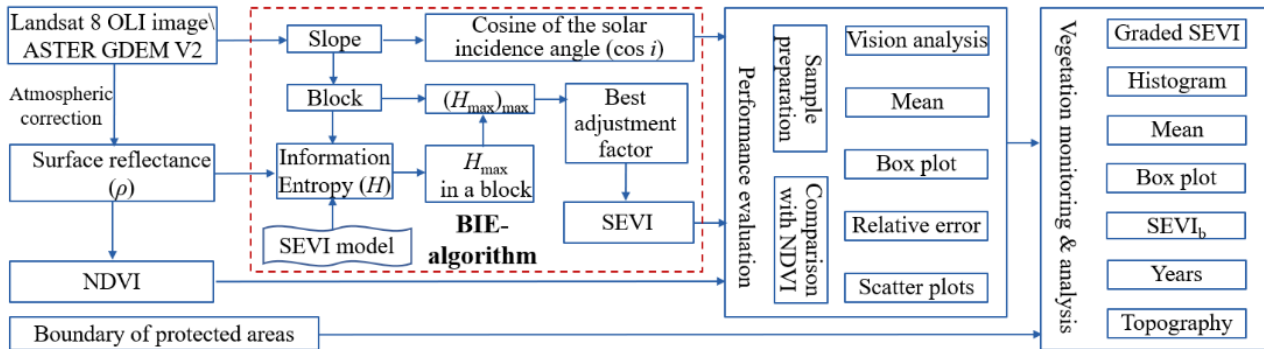 Landsat 8 OLI image\
ASTER GDEM V2
Atmospheric
correction
Surface reflectance
(ρ)
NDVI
Boundary of protected areas
Slope
Block
Information
Entropy (H)
SEVI model
Cosine of the solar
incidence angle (cos i)
(Hmax)max
Hmax
in a block
BIE-
algorithm
Best
adjustment
factor
SEVI
Performance evaluation
Sample
preparation
Comparison
with NDVI
Vision analysis
Mean
Box plot
Relative error
Scatter plots
Vegetation monitoring & analysis
Graded SEVI
Histogram
Mean
Box plot
SEVIb
Years
Topography